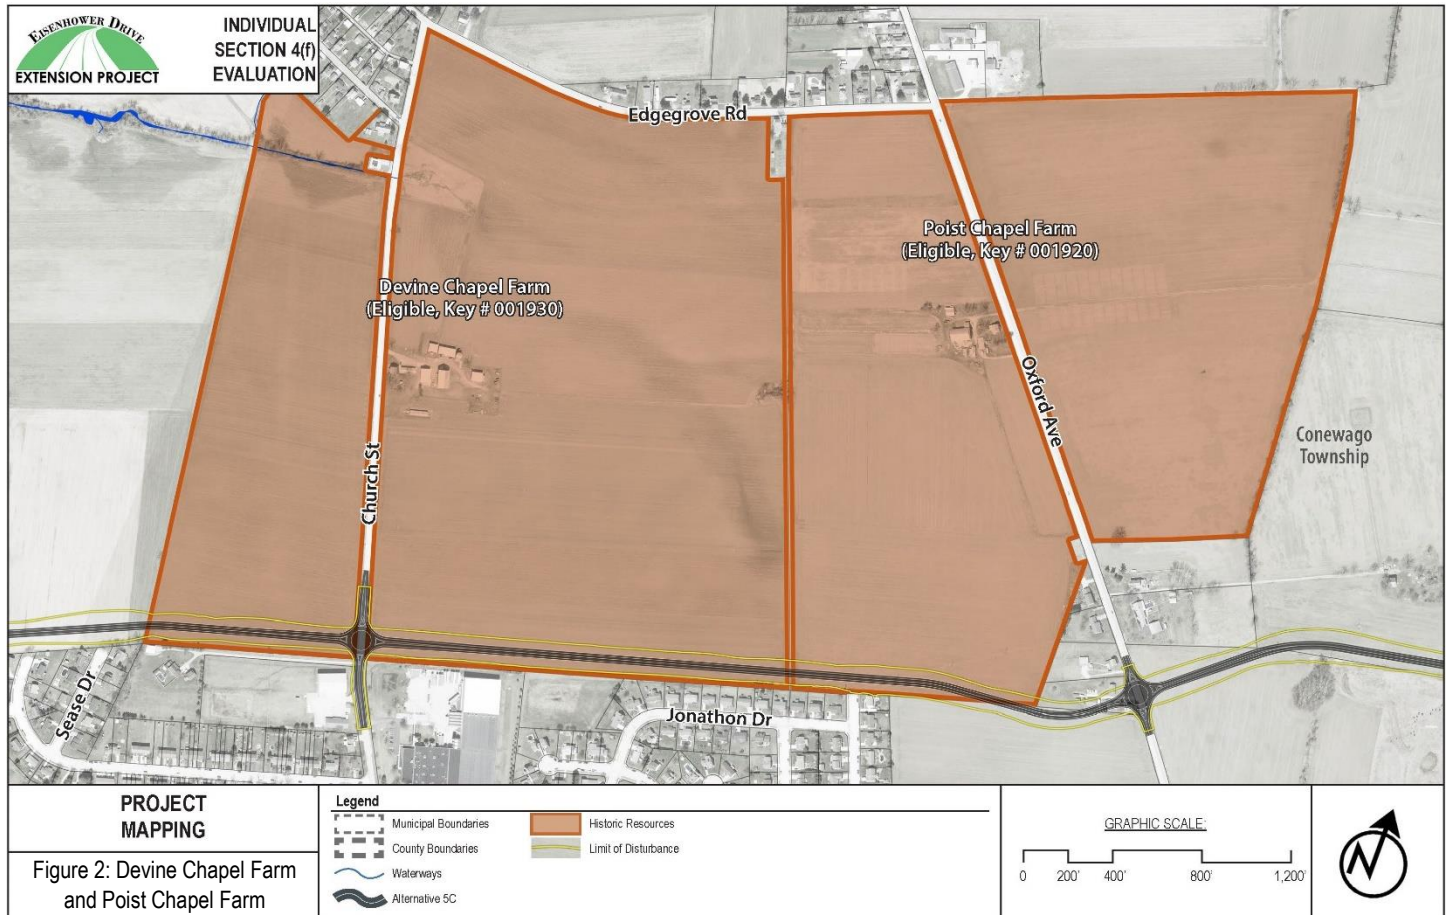 EISENHOWER DRIVE
EXTENSION PROJECT
INDIVIDUAL
SECTION 4(f)
EVALUATION
Edgegrove Rd
Poist Chapel Farm
(Eligible, Key # 001920)
Devine Chapel Farm
(Eligible, Key # 001930)
Oxford Ave
Conewago
Township
Church St
Sease Dr
Jonathon Dr
PROJECT
MAPPING
Figure 2: Devine Chapel Farm
and Poist Chapel Farm
Legend
Municipal Boundaries
County Boundaries
Waterways
Alternative 5C
Historic Resources
Limit of Disturbance
GRAPHIC SCALE:
0 200' 400' 800' 1,200'
N